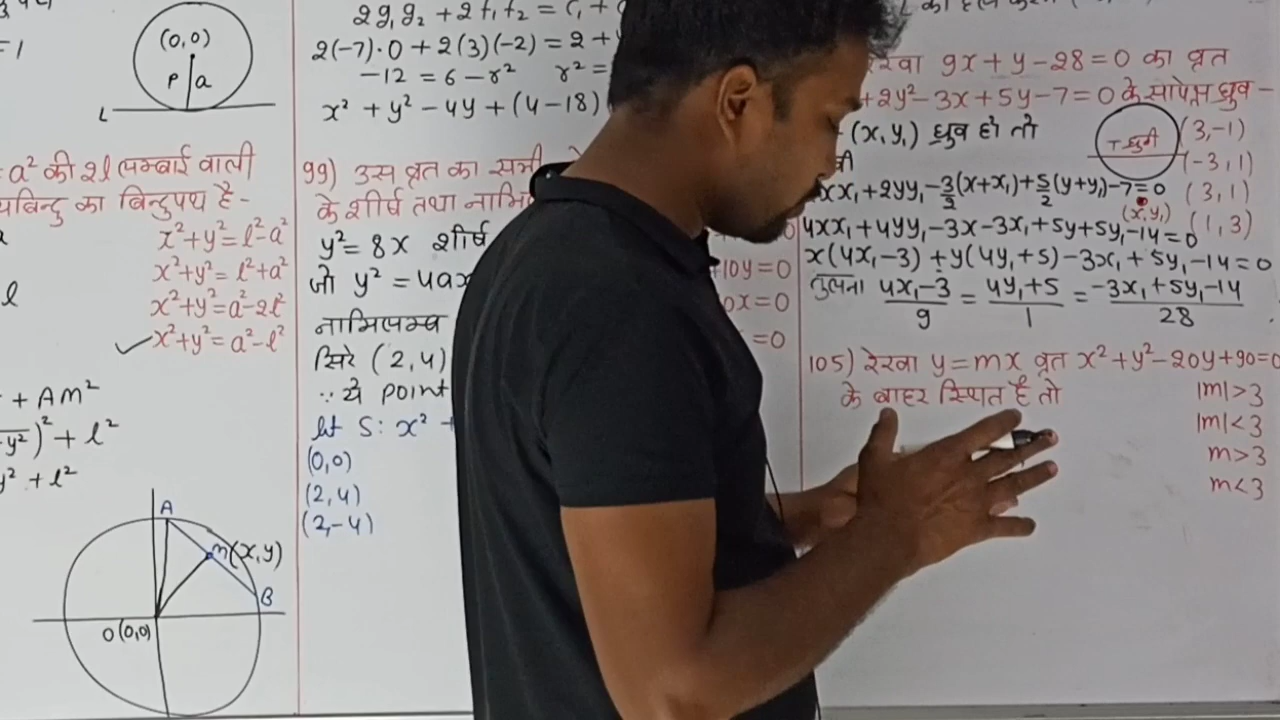 =1
(0,0)
P a
L
a² की 2l लम्बाई वाली
का बिन्दुपथ है-
x²+y²=l²-a²
x²+y²=l²+a²
x²+y²=a²-2l²
x²+y²=a²-l²
l
+ AM²
y²)² + l²
y² + l²
A
M(x,y)
B
O(0,0)
2g₁g₂ + 2f₁f₂ = c₁ +
2(-7)·0 + 2(3)(-2) = 2 +
-12 = 6 - r² r² =
x² + y² - 4y + (4-18)
99) उस वृत का समी
के शीर्ष तथा नाभि
y² = 8x शीर्ष
जो y² = 4ax
नाभिलम्ब
सिरे (2,4)
∵ ये point
let S: x² +
(0,0)
(2,4)
(2,-4)
+10y=0
x=0
=0
रेखा 9x+y-28=0 का वृत
+2y²-3x+5y-7=0 के सापेक्ष ध्रुव -
(x,y₁) ध्रुव हो तो
ध्रुवी
(3,-1)
(-3,1)
(3,1)
(1,3)
xx₁+2yy₁-3/2(x+x₁)+5/2(y+y₁)-7=0
(x,y₁)
4xx₁+4yy₁-3x-3x₁+5y+5y₁-14=0
x(4x₁-3)+y(4y₁+5)-3x₁+5y₁-14=0
तुलना (4x₁-3)/9 = (4y₁+5)/1 = (-3x₁+5y₁-14)/28
105) रेखा y=mx वृत x²+y²-20y+90=0
के बाहर स्थित है तो
|m|>3
|m|<3
m>3
m<3